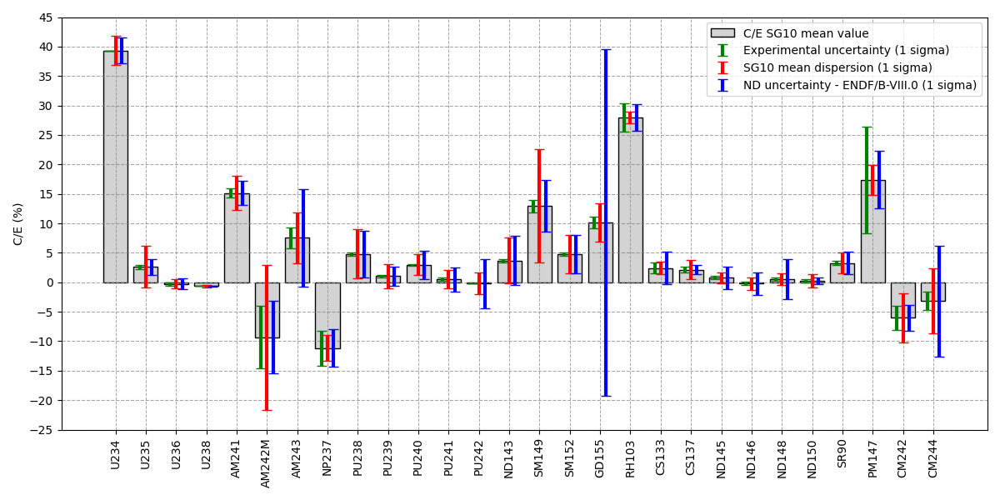 C/E (%)
45
40
35
30
25
20
15
10
5
0
−5
−10
−15
−20
−25
C/E SG10 mean value
Experimental uncertainty (1 sigma)
SG10 mean dispersion (1 sigma)
ND uncertainty - ENDF/B-VIII.0 (1 sigma)
U234
U235
U236
U238
AM241
AM242M
AM243
NP237
PU238
PU239
PU240
PU241
PU242
ND143
SM149
SM152
GD155
RH103
CS133
CS137
ND145
ND146
ND148
ND150
SR90
PM147
CM242
CM244